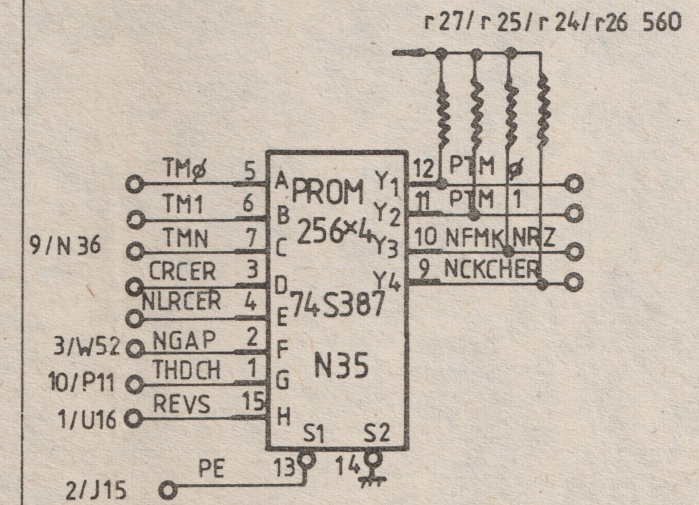 r27/r25/r24/r26 560
TMø 5 A PROM Y1 12 PTM ø
TM1 6 B 256×4 Y2 11 PTM 1
9/N36 TMN 7 C Y3 10 NFMK NRZ
CRCER 3 D 74S387 Y4 9 NCKCHER
NLRCER 4 E
3/W52 NGAP 2 F
10/P11 THDCH 1 G N35
1/U16 REVS 15 H
S1 S2
PE 13 14
2/J15